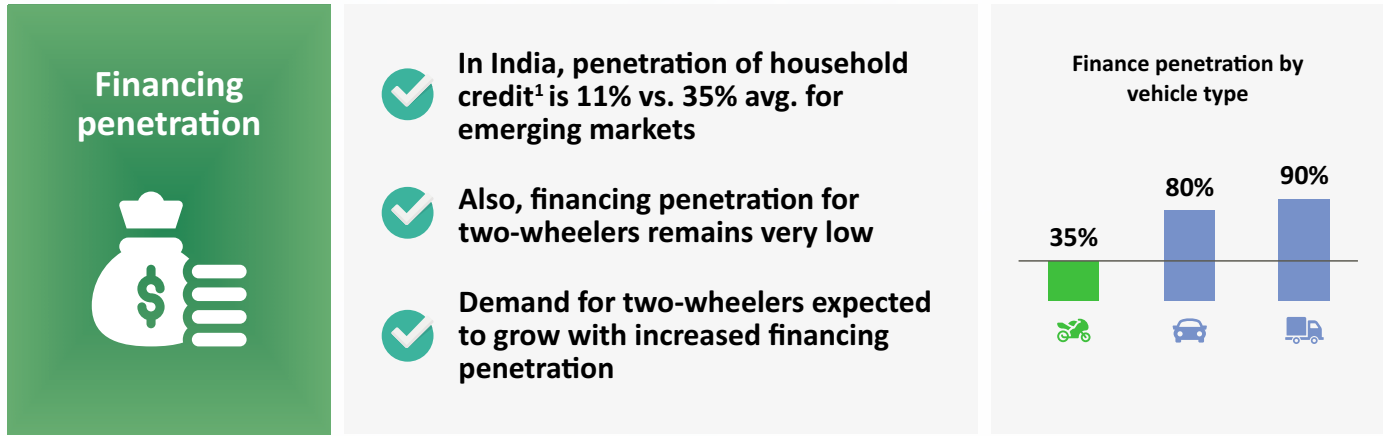 Financing
penetration
$
In India, penetration of household
credit¹ is 11% vs. 35% avg. for
emerging markets
Also, financing penetration for
two-wheelers remains very low
Demand for two-wheelers expected
to grow with increased financing
penetration
Finance penetration by
vehicle type
35%
80%
90%